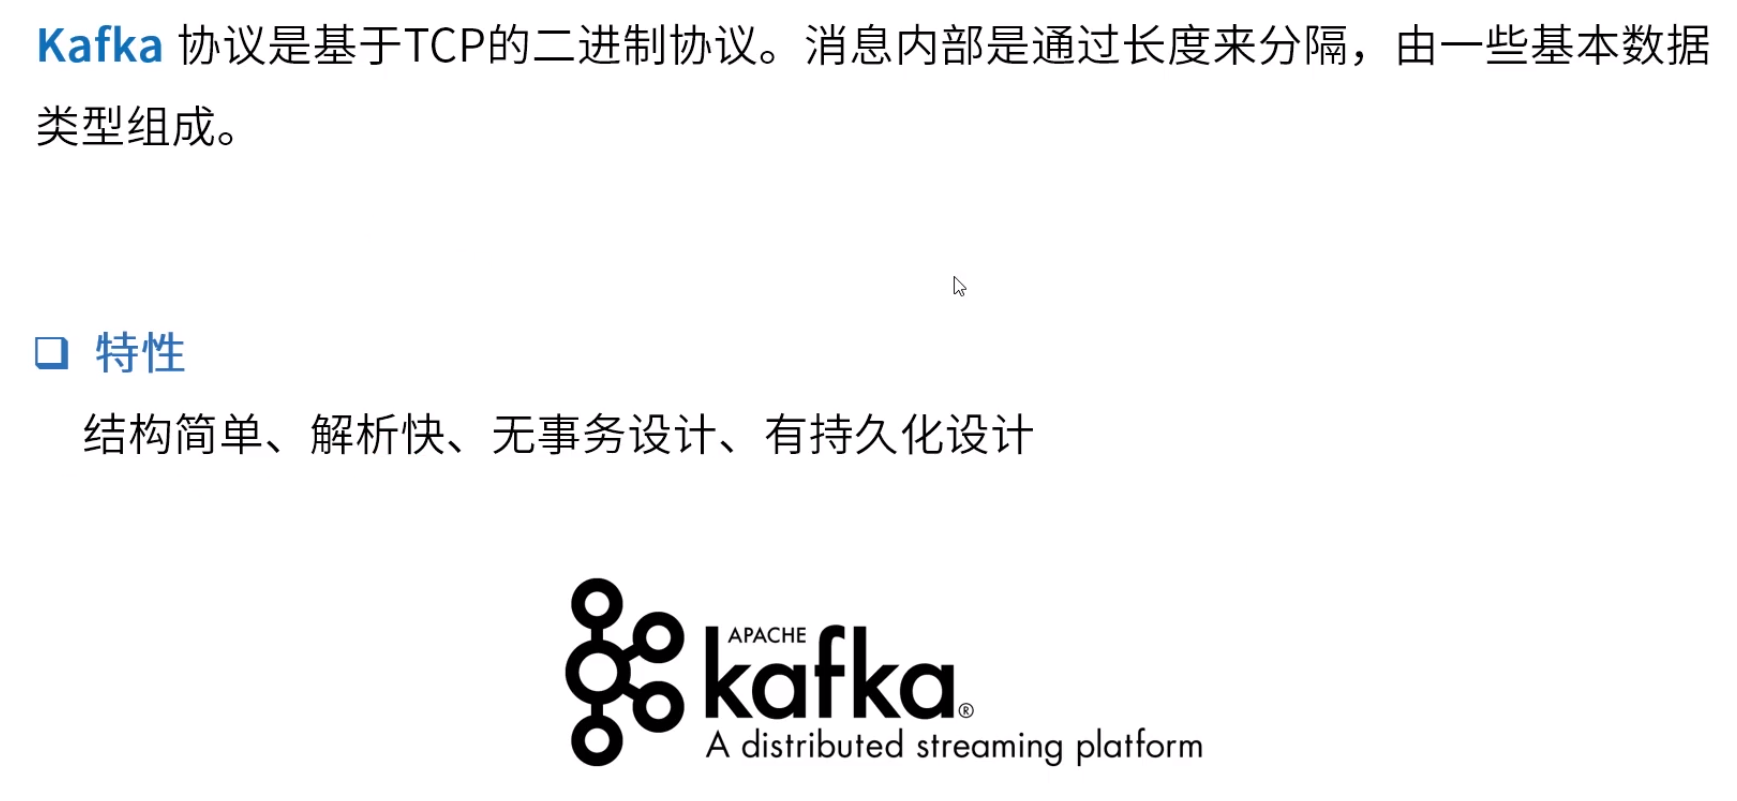 Kafka 协议是基于TCP的二进制协议。消息内部是通过长度来分隔，由一些基本数据
类型组成。
特性
结构简单、解析快、无事务设计、有持久化设计
APACHE
kafka®
A distributed streaming platform